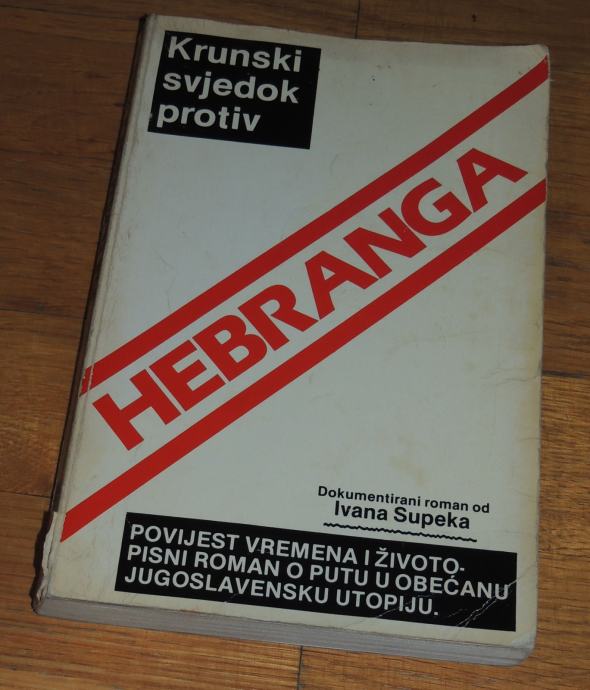 Krunski
svjedok
protiv
HEBRANGA
Dokumentirani roman od
Ivana Supeka
POVIJEST VREMENA I ŽIVOTO-
PISNI ROMAN O PUTU U OBEĆANU
JUGOSLAVENSKU UTOPIJU.